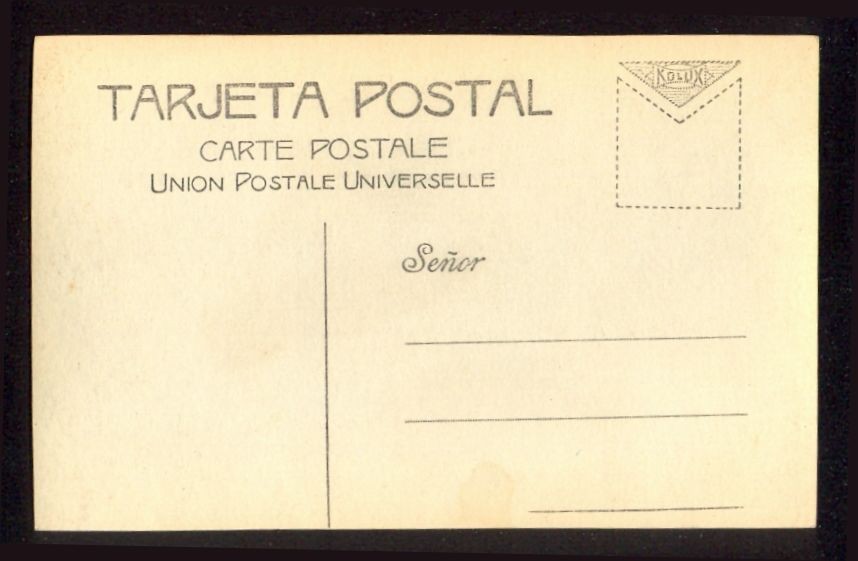 TARJETA POSTAL
KOLUX
CARTE POSTALE
UNION POSTALE UNIVERSELLE
Señor